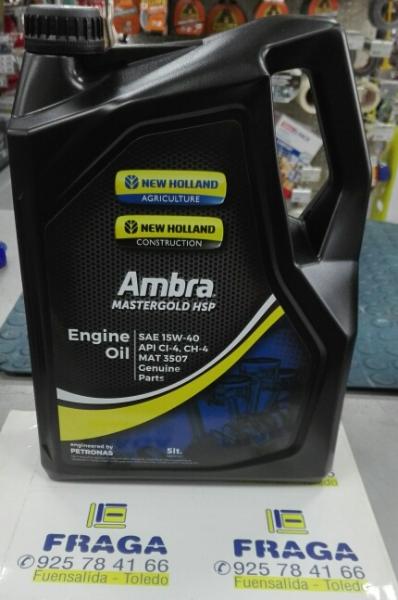 NEW HOLLAND
AGRICULTURE
NEW HOLLAND
CONSTRUCTION
Ambra
MASTERGOLD HSP
Engine
Oil
SAE 15W-40
API CI-4, CH-4
MAT 3507
Genuine
Parts
engineered by
PETRONAS
5lt.
FRAGA
925 78 41 66
Fuensalida - Toledo
FRAGA
925 78 41 66
Fuensalida - Toledo